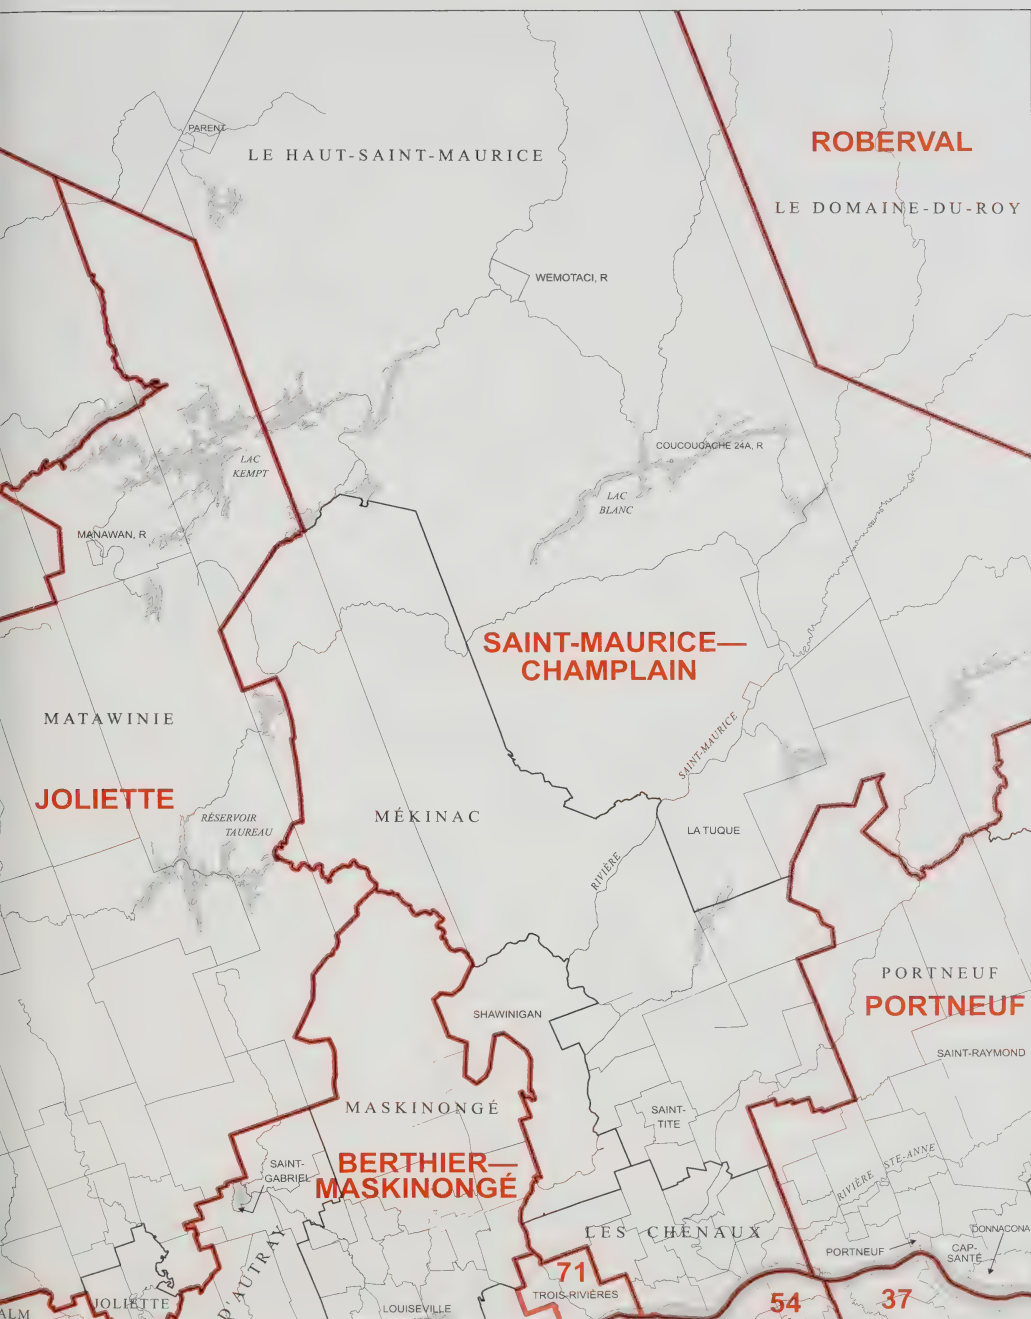 PARENT
LE HAUT-SAINT-MAURICE
ROBERVAL
LE DOMAINE-DU-ROY
WEMOTACI, R
COUCOUCACHE 24A, R
LAC
KEMPT
LAC
BLANC
MANAWAN, R
SAINT-MAURICE—
CHAMPLAIN
MATAWINIE
SAINT-MAURICE
JOLIETTE
RÉSERVOIR
TAUREAU
MÉKINAC
LA TUQUE
RIVIÈRE
PORTNEUF
PORTNEUF
SHAWINIGAN
SAINT-RAYMOND
MASKINONGÉ
SAINT-
TITE
BERTHIER—
MASKINONGÉ
SAINT-
GABRIEL
RIVIÈRE STE-ANNE
LES CHENAUX
D'AUTRAY
PORTNEUF
CAP-
SANTÉ
DONNACONA
71
TROIS-RIVIÈRES
JOLIETTE
ALM
LOUISEVILLE
54
37